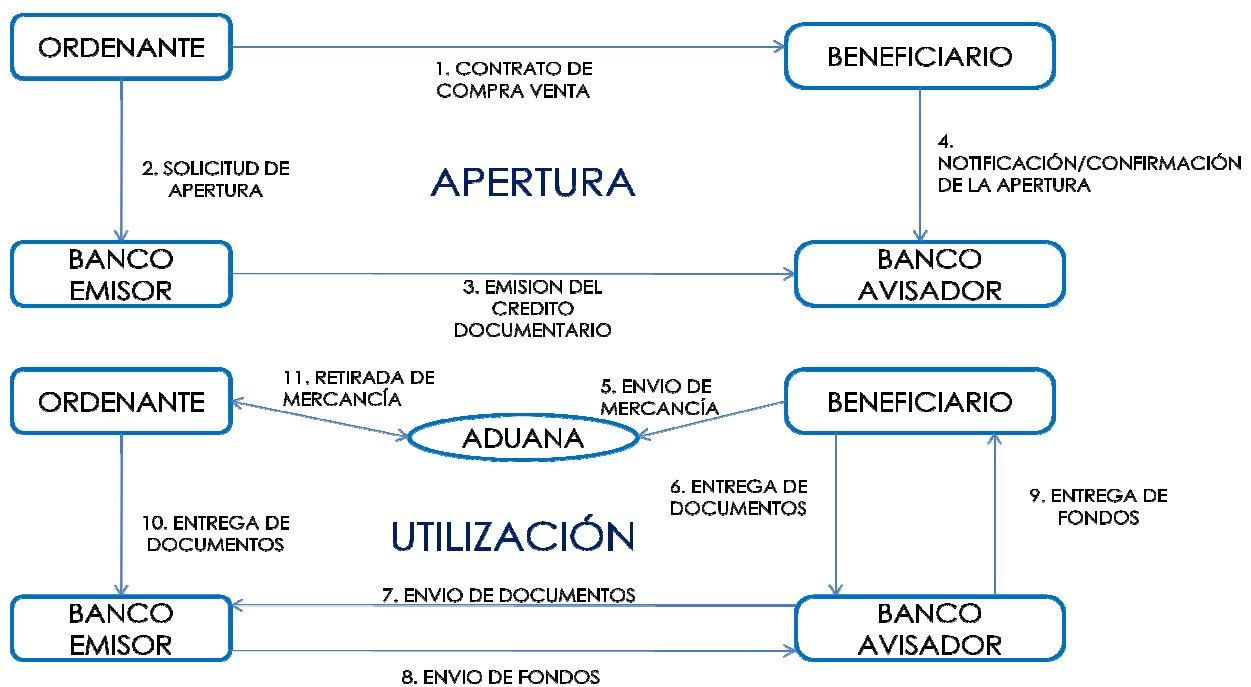 ORDENANTE
BENEFICIARIO
1. CONTRATO DE
COMPRA VENTA
2. SOLICITUD DE
APERTURA
APERTURA
4.
NOTIFICACIÓN/CONFIRMACIÓN
DE LA APERTURA
BANCO
EMISOR
BANCO
AVISADOR
3. EMISION DEL
CREDITO
DOCUMENTARIO
ORDENANTE
11. RETIRADA DE
MERCANCÍA
5. ENVIO DE
MERCANCÍA
BENEFICIARIO
ADUANA
6. ENTREGA DE
DOCUMENTOS
9. ENTREGA DE
FONDOS
10. ENTREGA DE
DOCUMENTOS
UTILIZACIÓN
7. ENVIO DE DOCUMENTOS
BANCO
EMISOR
BANCO
AVISADOR
8. ENVIO DE FONDOS